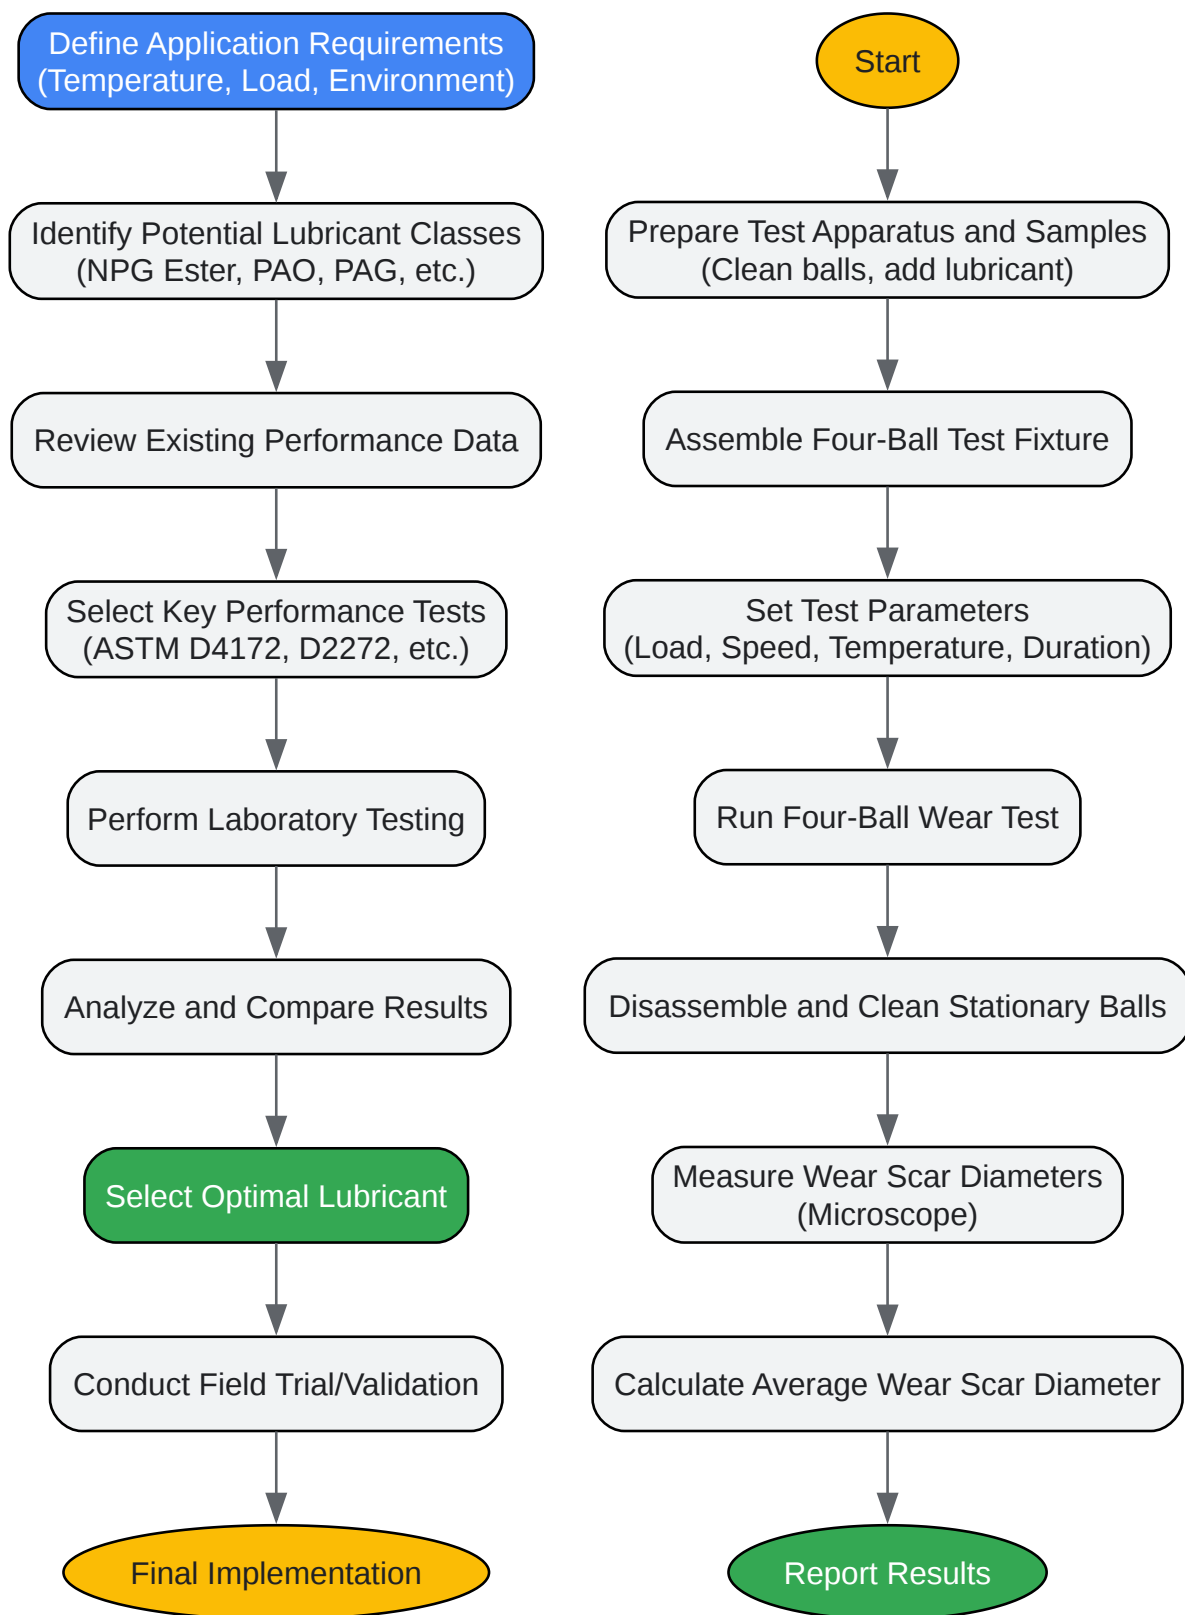 Define Application Requirements
(Temperature, Load, Environment)
Identify Potential Lubricant Classes
(NPG Ester, PAO, PAG, etc.)
Review Existing Performance Data
Select Key Performance Tests
(ASTM D4172, D2272, etc.)
Perform Laboratory Testing
Analyze and Compare Results
Select Optimal Lubricant
Conduct Field Trial/Validation
Final Implementation
Start
Prepare Test Apparatus and Samples
(Clean balls, add lubricant)
Assemble Four-Ball Test Fixture
Set Test Parameters
(Load, Speed, Temperature, Duration)
Run Four-Ball Wear Test
Disassemble and Clean Stationary Balls
Measure Wear Scar Diameters
(Microscope)
Calculate Average Wear Scar Diameter
Report Results